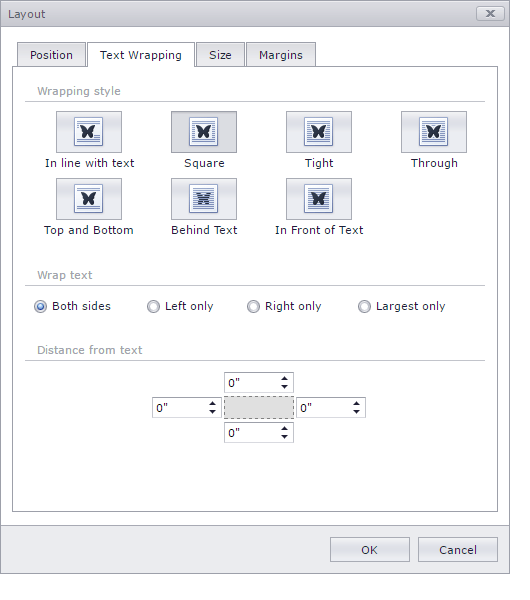 Layout
Position Text Wrapping Size Margins
Wrapping style
In line with text Square Tight Through
Top and Bottom Behind Text In Front of Text
Wrap text
Both sides Left only Right only Largest only
Distance from text
0"
0" 0"
0"
OK Cancel